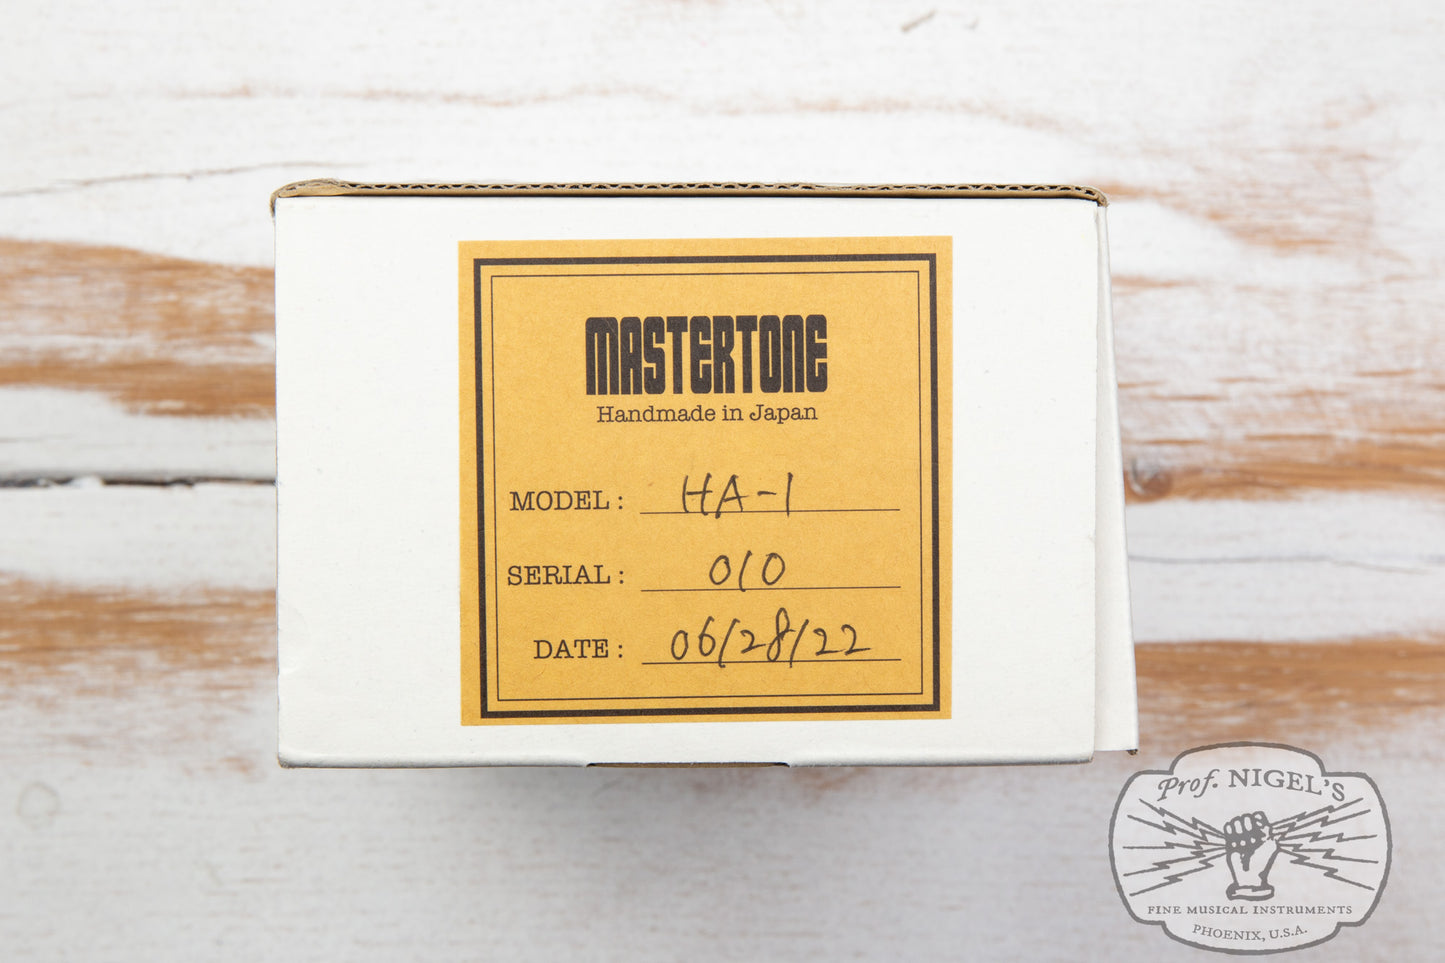 MASTERTONE
Handmade in Japan
MODEL : HA-1
SERIAL : 010
DATE : 06/28/22
Prof. NIGEL'S
FINE MUSICAL INSTRUMENTS
PHOENIX, U.S.A.